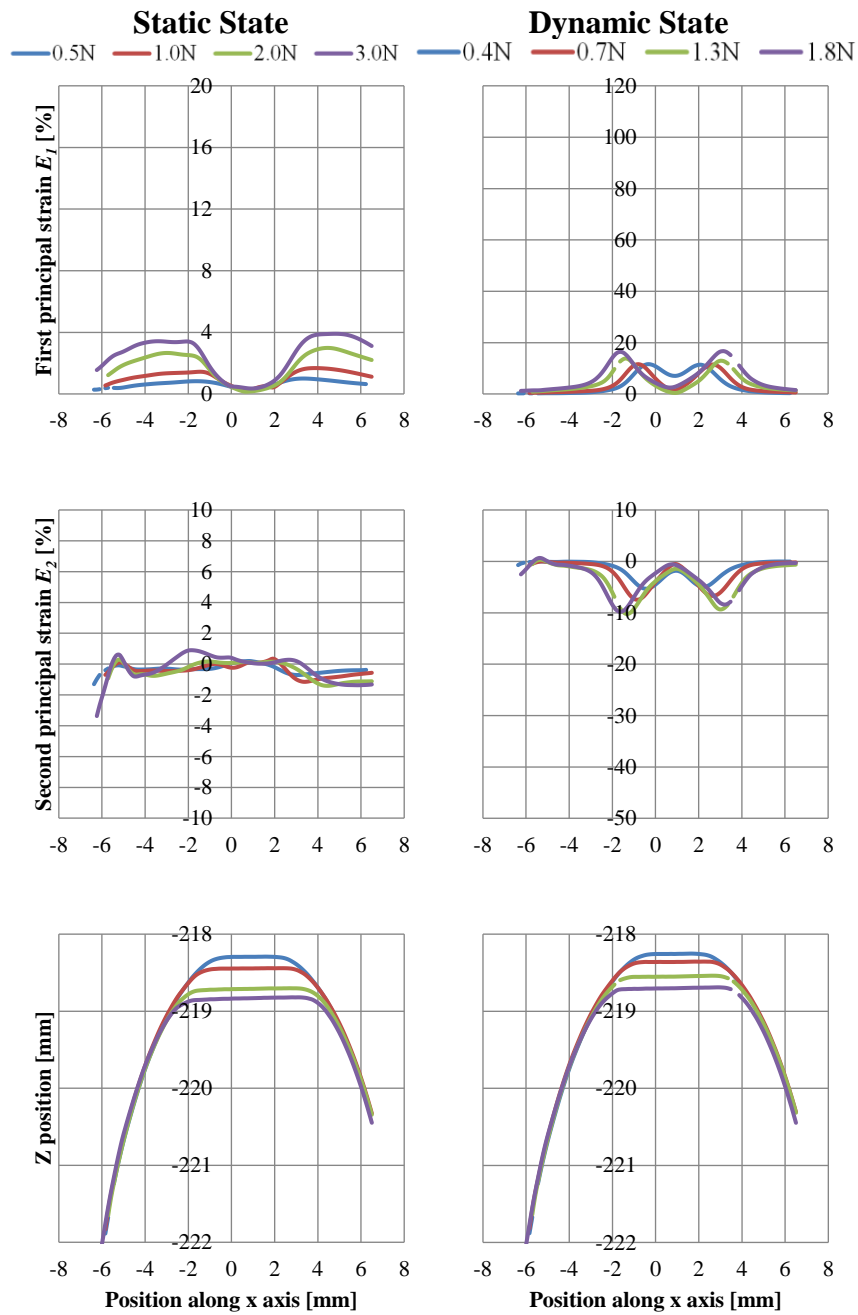 Static State
Dynamic State
0.5N 1.0N 2.0N 3.0N
0.4N 0.7N 1.3N 1.8N
First principal strain E1 [%]
20
16
12
8
4
0
-8 -6 -4 -2 0 2 4 6 8
120
100
80
60
40
20
0
-8 -6 -4 -2 0 2 4 6 8
Second principal strain E2 [%]
10
8
6
4
2
0
-2
-4
-6
-8
-10
-8 -6 -4 -2 0 2 4 6 8
10
0
-10
-20
-30
-40
-50
-8 -6 -4 -2 0 2 4 6 8
Z position [mm]
-218
-219
-220
-221
-222
-8 -6 -4 -2 0 2 4 6 8
Position along x axis [mm]
-218
-219
-220
-221
-222
-8 -6 -4 -2 0 2 4 6 8
Position along x axis [mm]